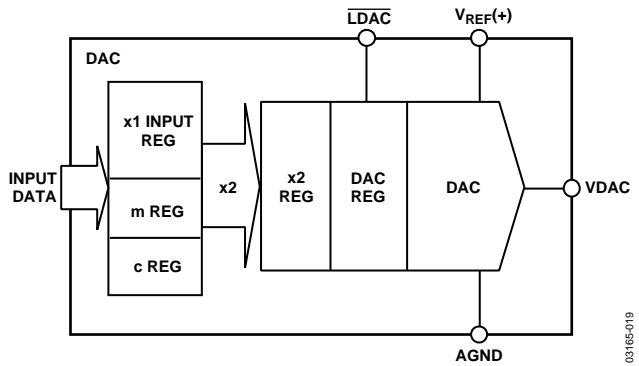 LDAC
VREF(+)
DAC
x1 INPUT
REG
INPUT
DATA
m REG
c REG
x2
x2
REG
DAC
REG
DAC
VDAC
AGND
03165-019